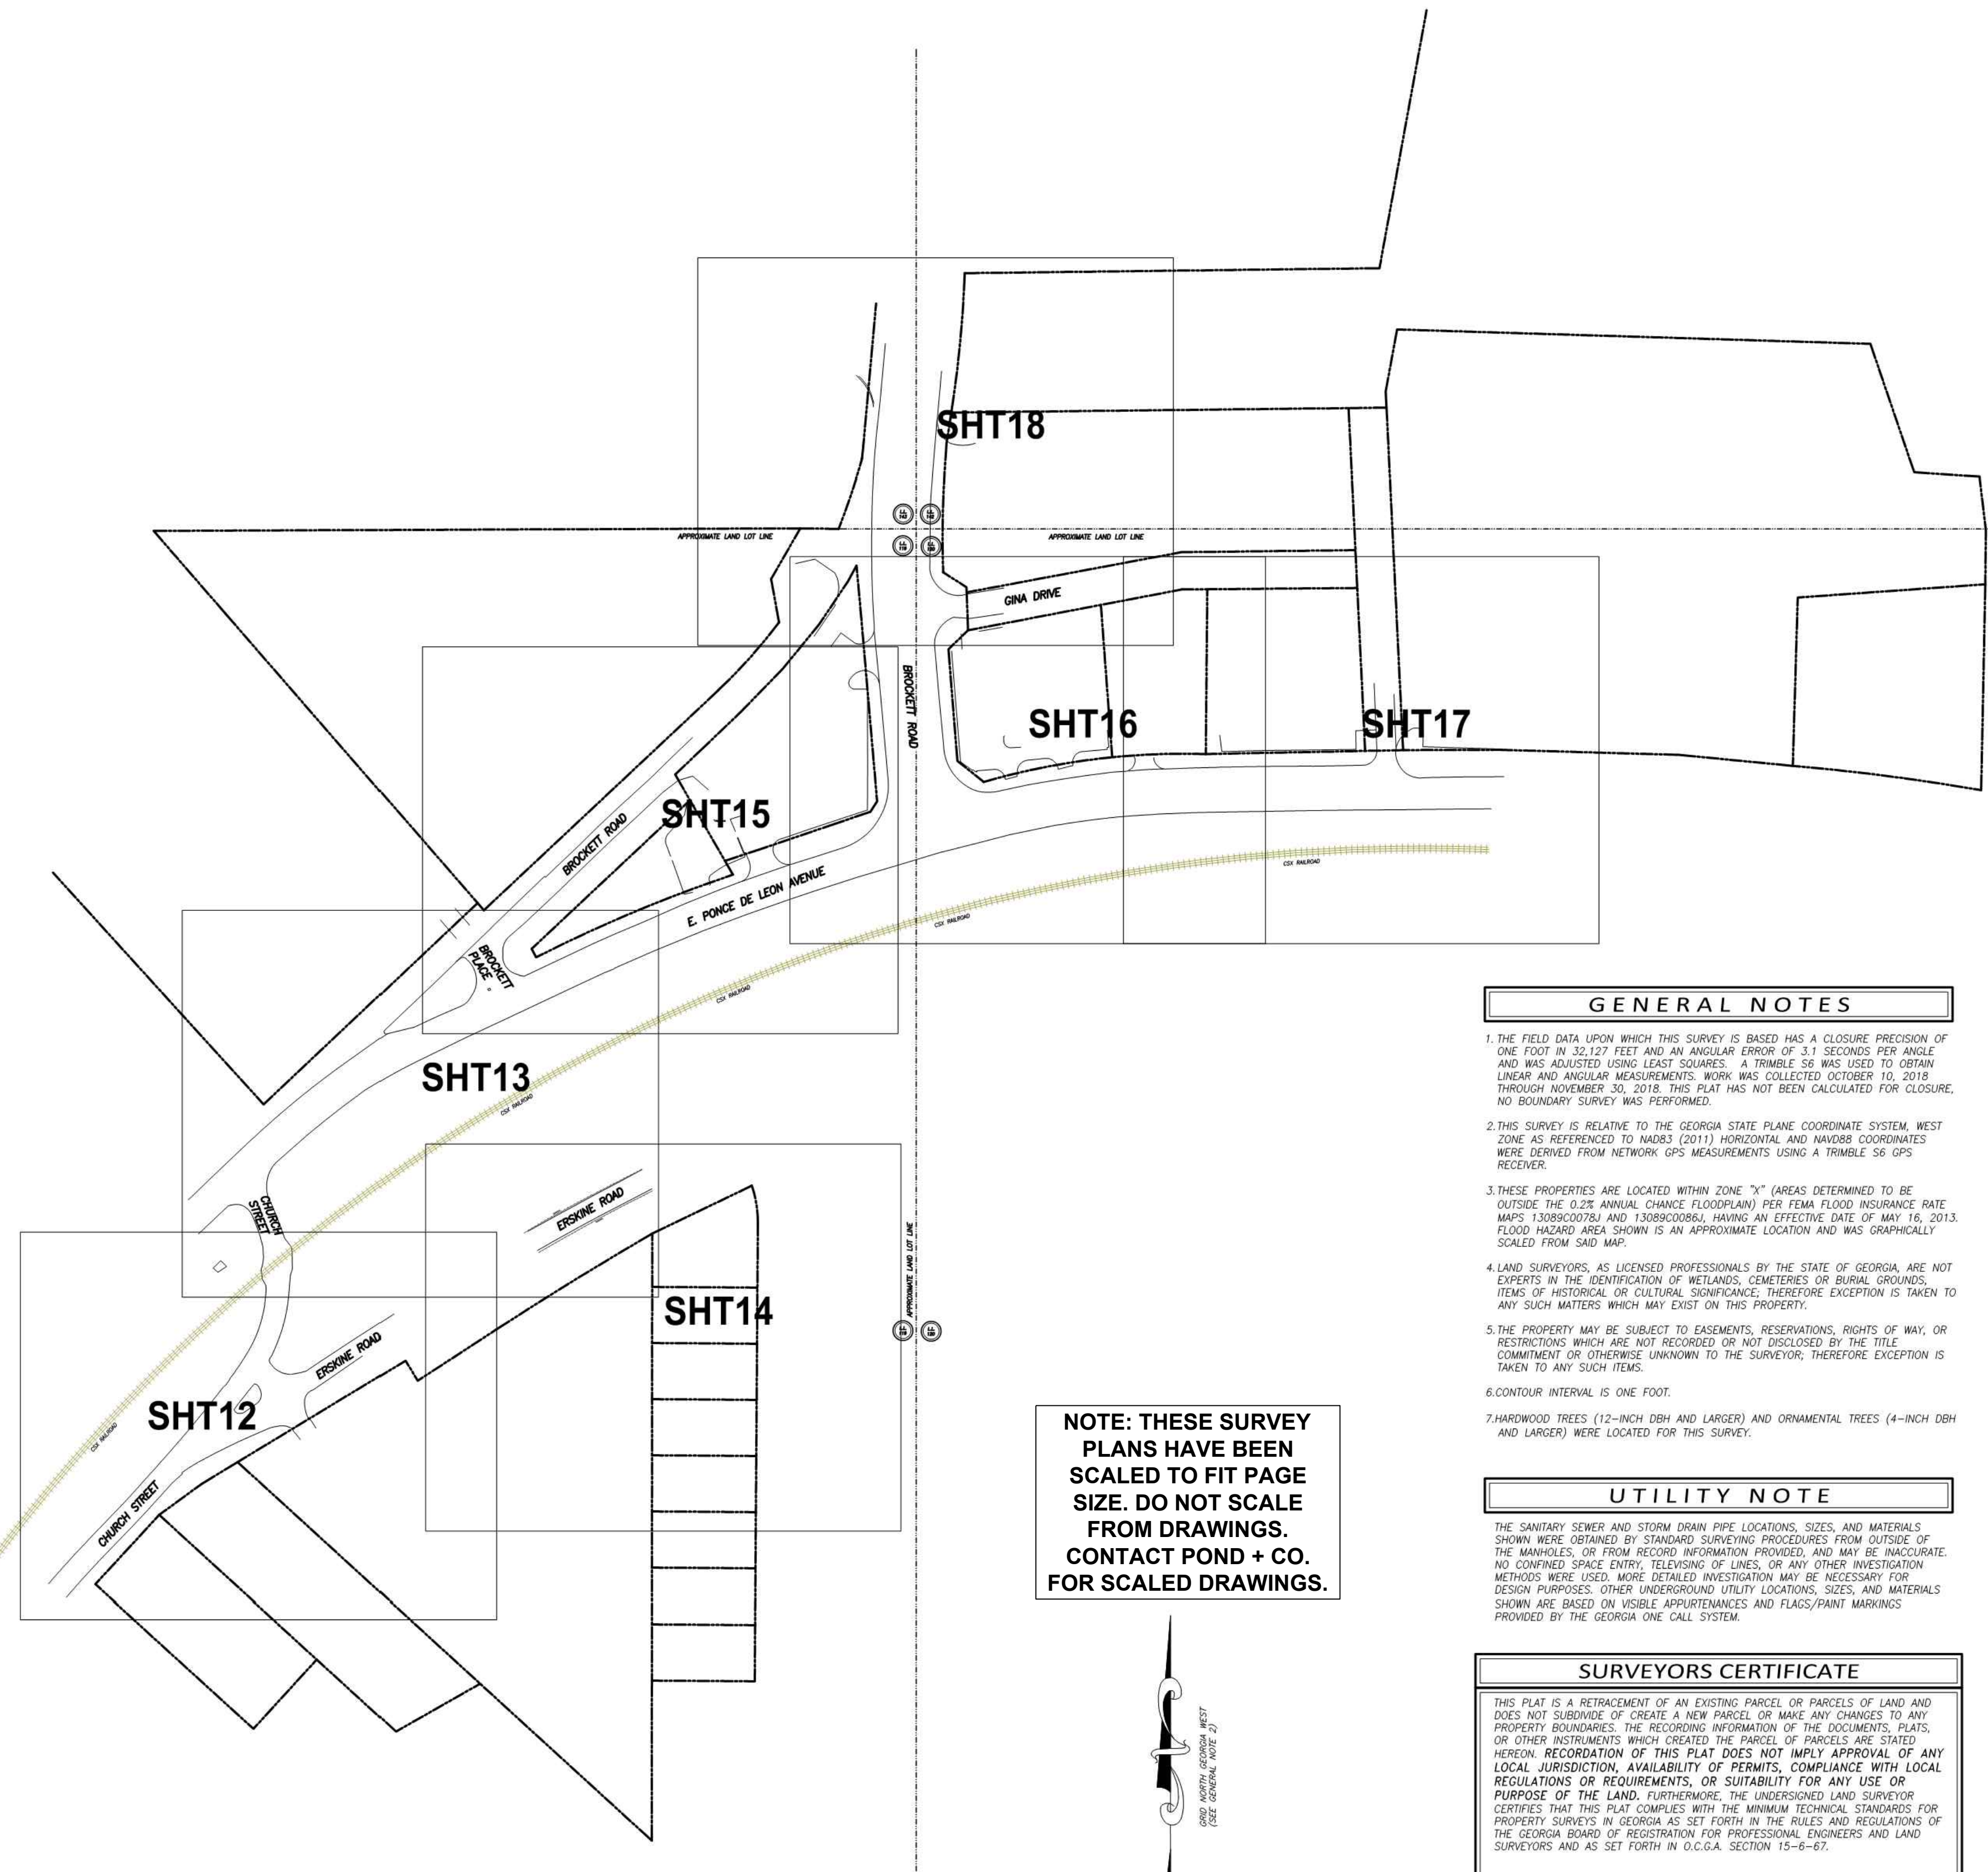 SHT18
APPROXIMATE LAND LOT LINE
APPROXIMATE LAND LOT LINE
GINA DRIVE
BROCKETT ROAD
SHT16
SHT17
SHT15
BROCKETT ROAD
E. PONCE DE LEON AVENUE
CSX RAILROAD
CSX RAILROAD
BROCKETT
PLACE
CSX RAILROAD
SHT13
CSX RAILROAD
CHURCH
STREET
ERSKINE ROAD
APPROXIMATE LAND LOT LINE
SHT14
ERSKINE ROAD
SHT12
CSX RAILROAD
CHURCH STREET
NOTE: THESE SURVEY
PLANS HAVE BEEN
SCALED TO FIT PAGE
SIZE. DO NOT SCALE
FROM DRAWINGS.
CONTACT POND + CO.
FOR SCALED DRAWINGS.
GRID NORTH GEORGIA WEST
(SEE GENERAL NOTE 2)
GENERAL NOTES
1. THE FIELD DATA UPON WHICH THIS SURVEY IS BASED HAS A CLOSURE PRECISION OF
ONE FOOT IN 32,127 FEET AND AN ANGULAR ERROR OF 3.1 SECONDS PER ANGLE
AND WAS ADJUSTED USING LEAST SQUARES. A TRIMBLE S6 WAS USED TO OBTAIN
LINEAR AND ANGULAR MEASUREMENTS. WORK WAS COLLECTED OCTOBER 10, 2018
THROUGH NOVEMBER 30, 2018. THIS PLAT HAS NOT BEEN CALCULATED FOR CLOSURE,
NO BOUNDARY SURVEY WAS PERFORMED.
2. THIS SURVEY IS RELATIVE TO THE GEORGIA STATE PLANE COORDINATE SYSTEM, WEST
ZONE AS REFERENCED TO NAD83 (2011) HORIZONTAL AND NAVD88 COORDINATES
WERE DERIVED FROM NETWORK GPS MEASUREMENTS USING A TRIMBLE S6 GPS
RECEIVER.
3. THESE PROPERTIES ARE LOCATED WITHIN ZONE "X" (AREAS DETERMINED TO BE
OUTSIDE THE 0.2% ANNUAL CHANCE FLOODPLAIN) PER FEMA FLOOD INSURANCE RATE
MAPS 13089C0078J AND 13089C0086J, HAVING AN EFFECTIVE DATE OF MAY 16, 2013.
FLOOD HAZARD AREA SHOWN IS AN APPROXIMATE LOCATION AND WAS GRAPHICALLY
SCALED FROM SAID MAP.
4. LAND SURVEYORS, AS LICENSED PROFESSIONALS BY THE STATE OF GEORGIA, ARE NOT
EXPERTS IN THE IDENTIFICATION OF WETLANDS, CEMETERIES OR BURIAL GROUNDS,
ITEMS OF HISTORICAL OR CULTURAL SIGNIFICANCE; THEREFORE EXCEPTION IS TAKEN TO
ANY SUCH MATTERS WHICH MAY EXIST ON THIS PROPERTY.
5. THE PROPERTY MAY BE SUBJECT TO EASEMENTS, RESERVATIONS, RIGHTS OF WAY, OR
RESTRICTIONS WHICH ARE NOT RECORDED OR NOT DISCLOSED BY THE TITLE
COMMITMENT OR OTHERWISE UNKNOWN TO THE SURVEYOR; THEREFORE EXCEPTION IS
TAKEN TO ANY SUCH ITEMS.
6.CONTOUR INTERVAL IS ONE FOOT.
7.HARDWOOD TREES (12-INCH DBH AND LARGER) AND ORNAMENTAL TREES (4-INCH DBH
AND LARGER) WERE LOCATED FOR THIS SURVEY.
UTILITY NOTE
THE SANITARY SEWER AND STORM DRAIN PIPE LOCATIONS, SIZES, AND MATERIALS
SHOWN WERE OBTAINED BY STANDARD SURVEYING PROCEDURES FROM OUTSIDE OF
THE MANHOLES, OR FROM RECORD INFORMATION PROVIDED, AND MAY BE INACCURATE.
NO CONFINED SPACE ENTRY, TELEVISING OF LINES, OR ANY OTHER INVESTIGATION
METHODS WERE USED. MORE DETAILED INVESTIGATION MAY BE NECESSARY FOR
DESIGN PURPOSES. OTHER UNDERGROUND UTILITY LOCATIONS, SIZES, AND MATERIALS
SHOWN ARE BASED ON VISIBLE APPURTENANCES AND FLAGS/PAINT MARKINGS
PROVIDED BY THE GEORGIA ONE CALL SYSTEM.
SURVEYORS CERTIFICATE
THIS PLAT IS A RETRACEMENT OF AN EXISTING PARCEL OR PARCELS OF LAND AND
DOES NOT SUBDIVIDE OF CREATE A NEW PARCEL OR MAKE ANY CHANGES TO ANY
PROPERTY BOUNDARIES. THE RECORDING INFORMATION OF THE DOCUMENTS, PLATS,
OR OTHER INSTRUMENTS WHICH CREATED THE PARCEL OF PARCELS ARE STATED
HEREON. RECORDATION OF THIS PLAT DOES NOT IMPLY APPROVAL OF ANY
LOCAL JURISDICTION, AVAILABILITY OF PERMITS, COMPLIANCE WITH LOCAL
REGULATIONS OR REQUIREMENTS, OR SUITABILITY FOR ANY USE OR
PURPOSE OF THE LAND. FURTHERMORE, THE UNDERSIGNED LAND SURVEYOR
CERTIFIES THAT THIS PLAT COMPLIES WITH THE MINIMUM TECHNICAL STANDARDS FOR
PROPERTY SURVEYS IN GEORGIA AS SET FORTH IN THE RULES AND REGULATIONS OF
THE GEORGIA BOARD OF REGISTRATION FOR PROFESSIONAL ENGINEERS AND LAND
SURVEYORS AND AS SET FORTH IN O.C.G.A. SECTION 15-6-67.